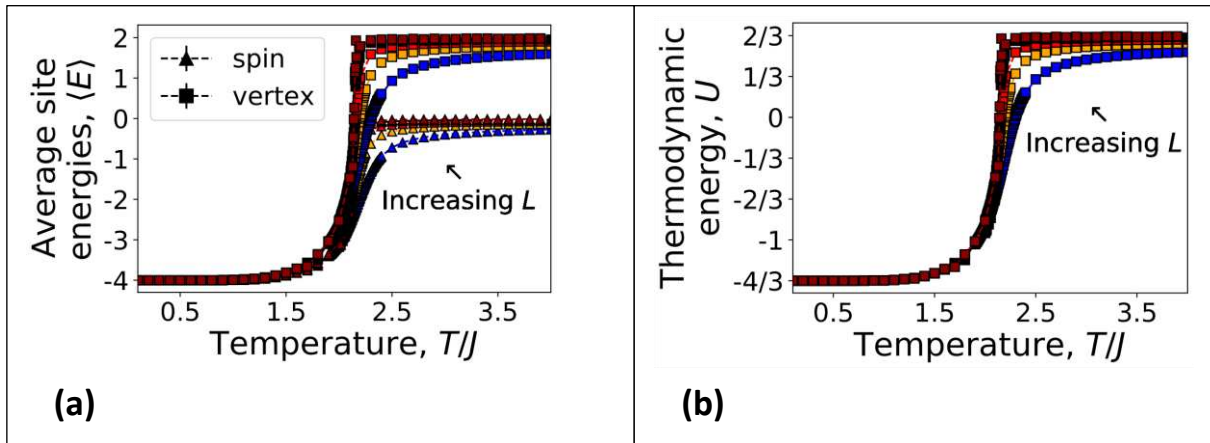 Average site
energies, ⟨E⟩
2
1
0
-1
-2
-3
-4
spin
vertex
Increasing L
0.5 1.5 2.5 3.5
Temperature, T/J
(a)
Thermodynamic
energy, U
2/3
1/3
0
-1/3
-2/3
-1
-4/3
Increasing L
0.5 1.5 2.5 3.5
Temperature, T/J
(b)